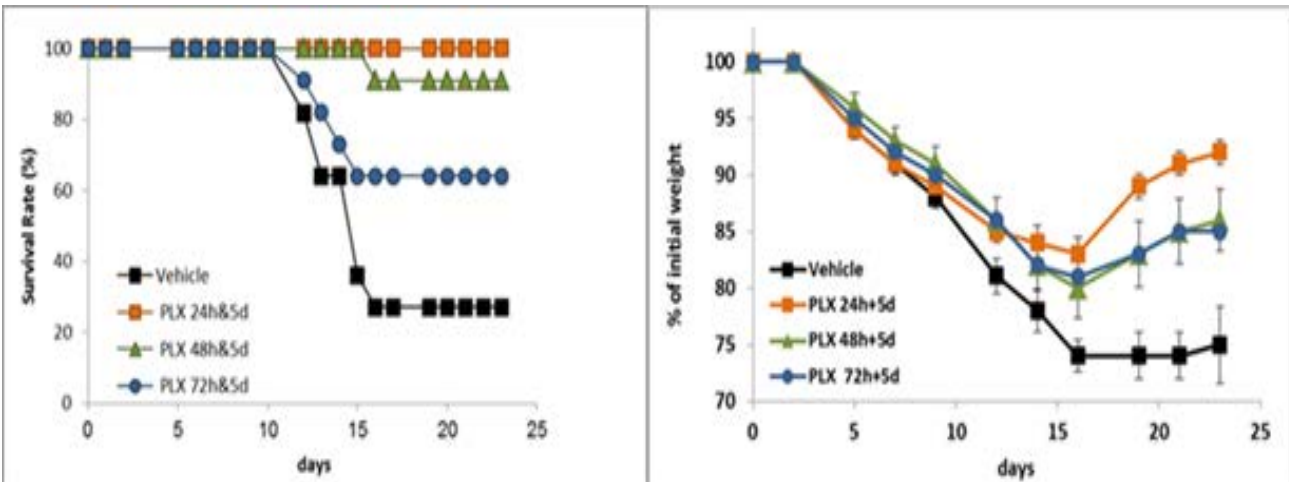 100
80
60
40
20
0
Survival Rate (%)
Vehicle
PLX 24h&5d
PLX 48h&5d
PLX 72h&5d
0 5 10 15 20 25
days
100
95
90
85
80
75
70
% of initial weight
Vehicle
PLX 24h+5d
PLX 48h+5d
PLX 72h+5d
0 5 10 15 20 25
days